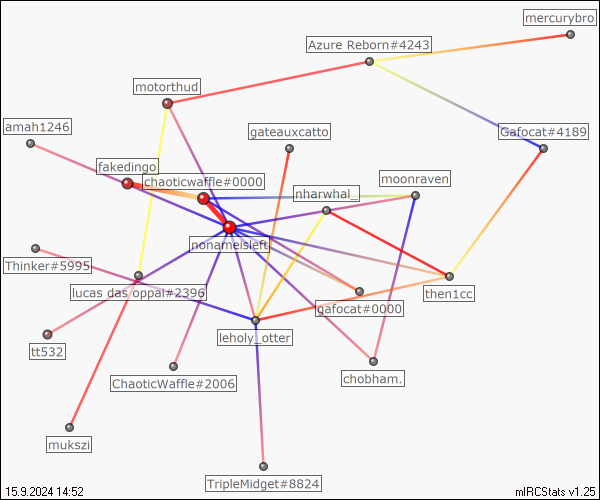 mercurybro
Azure Reborn#4243
motorthud
amah1246
gateauxcatto
Gafocat#4189
fakedingo
chaoticwaffle#0000
moonraven
nharwhal_
nonameisleft
Thinker#5995
lucas das oppai#2396
then1cc
gafocat#0000
leholy_otter
tt532
ChaoticWaffle#2006
chobham.
mukszi
TripleMidget#8824
15.9.2024 14:52
mIRCStats v1.25